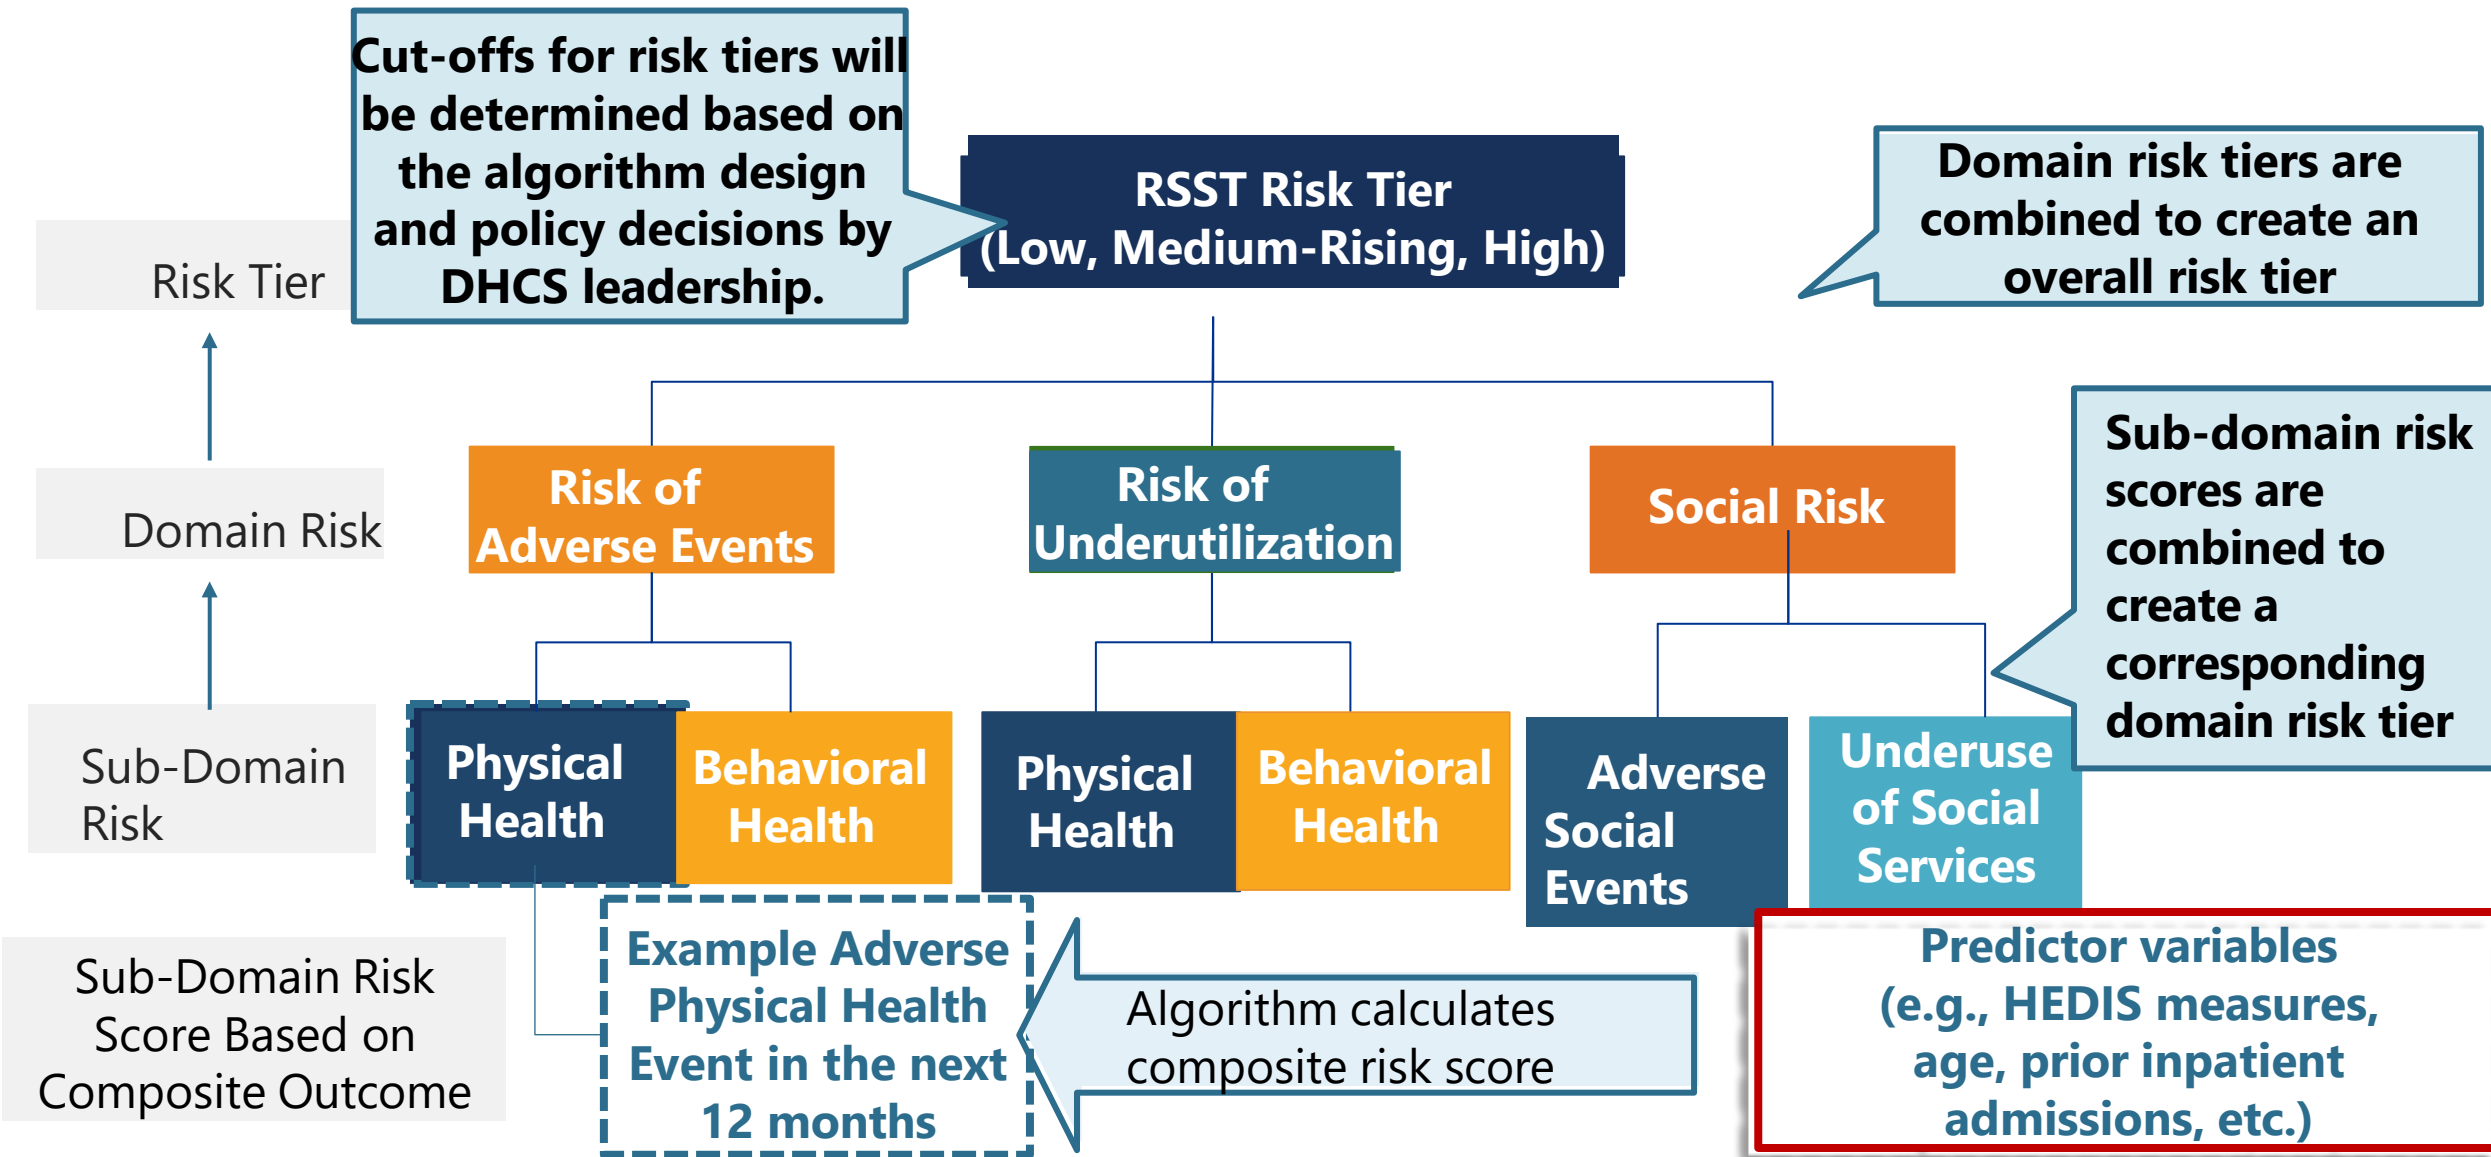 Cut-offs for risk tiers will
be determined based on
the algorithm design
and policy decisions by
DHCS leadership.
RSST Risk Tier
(Low, Medium-Rising, High)
Domain risk tiers are
combined to create an
overall risk tier
Risk Tier
Domain Risk
Risk of
Adverse Events
Risk of
Underutilization
Social Risk
Sub-domain risk
scores are
combined to
create a
corresponding
domain risk tier
Sub-Domain
Risk
Physical
Health
Behavioral
Health
Physical
Health
Behavioral
Health
Adverse
Social
Events
Underuse
of Social
Services
Sub-Domain Risk
Score Based on
Composite Outcome
Example Adverse
Physical Health
Event in the next
12 months
Algorithm calculates
composite risk score
Predictor variables
(e.g., HEDIS measures,
age, prior inpatient
admissions, etc.)